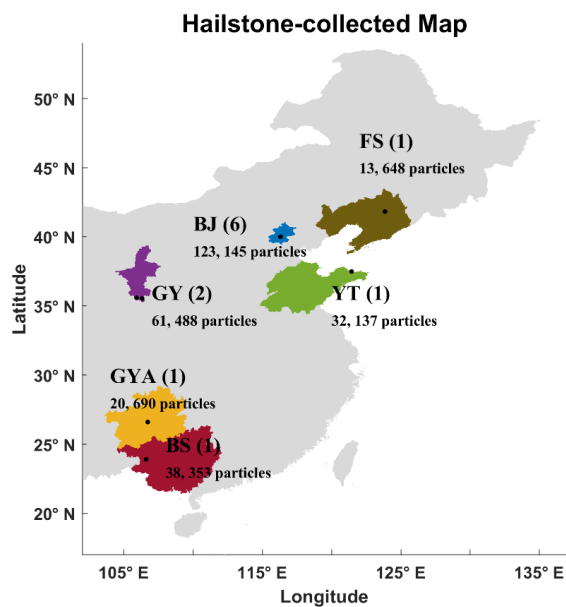 Hailstone-collected Map
50° N
45° N
40° N
35° N
30° N
25° N
20° N
Latitude
FS (1)
13, 648 particles
BJ (6)
123, 145 particles
GY (2)
61, 488 particles
YT (1)
32, 137 particles
GYA (1)
20, 690 particles
BS (1)
38, 353 particles
105° E
115° E
125° E
135° E
Longitude